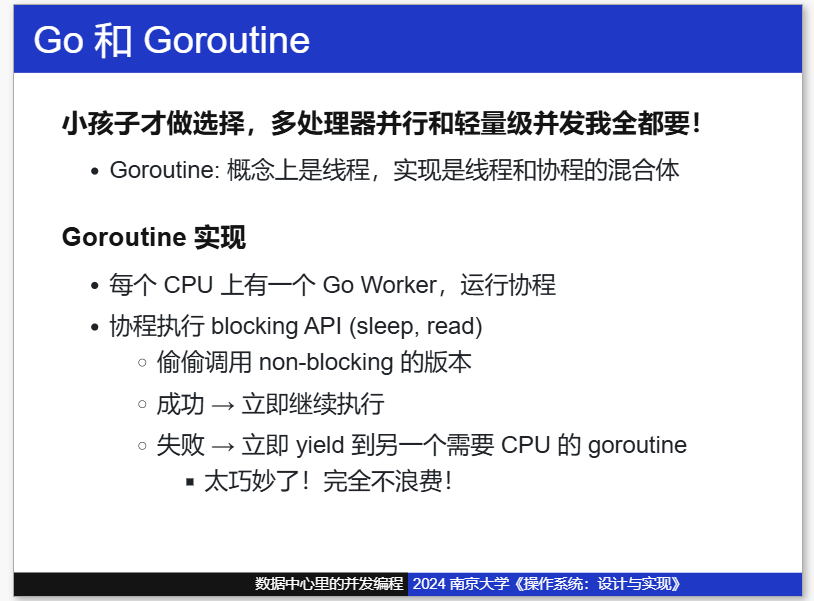 Go 和 Goroutine
小孩子才做选择，多处理器并行和轻量级并发我全都要！
• Goroutine: 概念上是线程，实现是线程和协程的混合体
Goroutine 实现
• 每个 CPU 上有一个 Go Worker，运行协程
• 协程执行 blocking API (sleep, read)
◦ 偷偷调用 non-blocking 的版本
◦ 成功 → 立即继续执行
◦ 失败 → 立即 yield 到另一个需要 CPU 的 goroutine
▪ 太巧妙了！完全不浪费！
数据中心里的并发编程 2024 南京大学《操作系统：设计与实现》